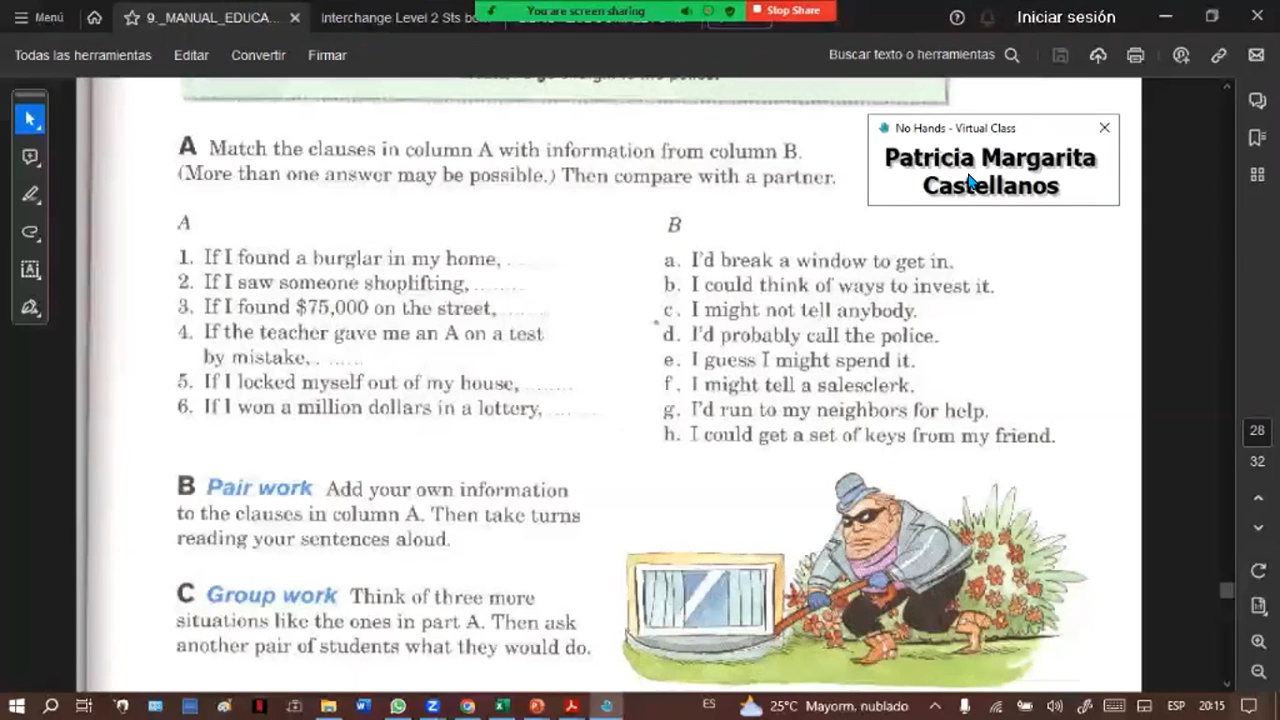 Menú
9._MANUAL_EDUCA...
Interchange Level 2 Sts bo
You are screen sharing
Stop Share
Iniciar sesión
Todas las herramientas
Editar
Convertir
Firmar
Buscar texto o herramientas
No Hands - Virtual Class
Patricia Margarita
Castellanos
A Match the clauses in column A with information from column B.
(More than one answer may be possible.) Then compare with a partner.
A
1. If I found a burglar in my home, ......
2. If I saw someone shoplifting, ........
3. If I found $75,000 on the street, ......
4. If the teacher gave me an A on a test
by mistake, . ......
5. If I locked myself out of my house, ........
6. If I won a million dollars in a lottery, ........
B
a. I'd break a window to get in.
b. I could think of ways to invest it.
c. I might not tell anybody.
d. I'd probably call the police.
e. I guess I might spend it.
f. I might tell a salesclerk.
g. I'd run to my neighbors for help.
h. I could get a set of keys from my friend.
B Pair work Add your own information
to the clauses in column A. Then take turns
reading your sentences aloud.
C Group work Think of three more
situations like the ones in part A. Then ask
another pair of students what they would do.
28
32
ES
25°C Mayorm. nublado
ESP
20:15